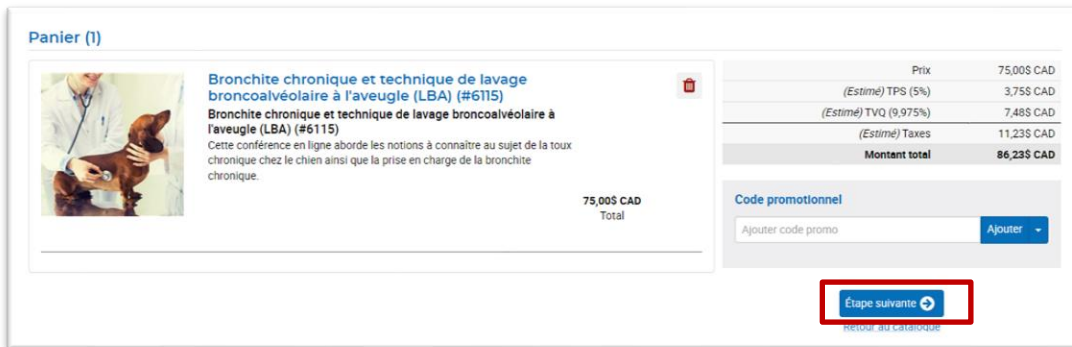 Panier (1)
Bronchite chronique et technique de lavage
broncoalvéolaire à l'aveugle (LBA) (#6115)
Bronchite chronique et technique de lavage broncoalvéolaire à
l'aveugle (LBA) (#6115)
Cette conférence en ligne aborde les notions à connaître au sujet de la toux
chronique chez le chien ainsi que la prise en charge de la bronchite
chronique.
75,00$ CAD
Total
Prix 75,00$ CAD
(Estimé) TPS (5%) 3,75$ CAD
(Estimé) TVQ (9,975%) 7,48$ CAD
(Estimé) Taxes 11,23$ CAD
Montant total 86,23$ CAD
Code promotionnel
Ajouter code promo Ajouter
Étape suivante
Retour au catalogue